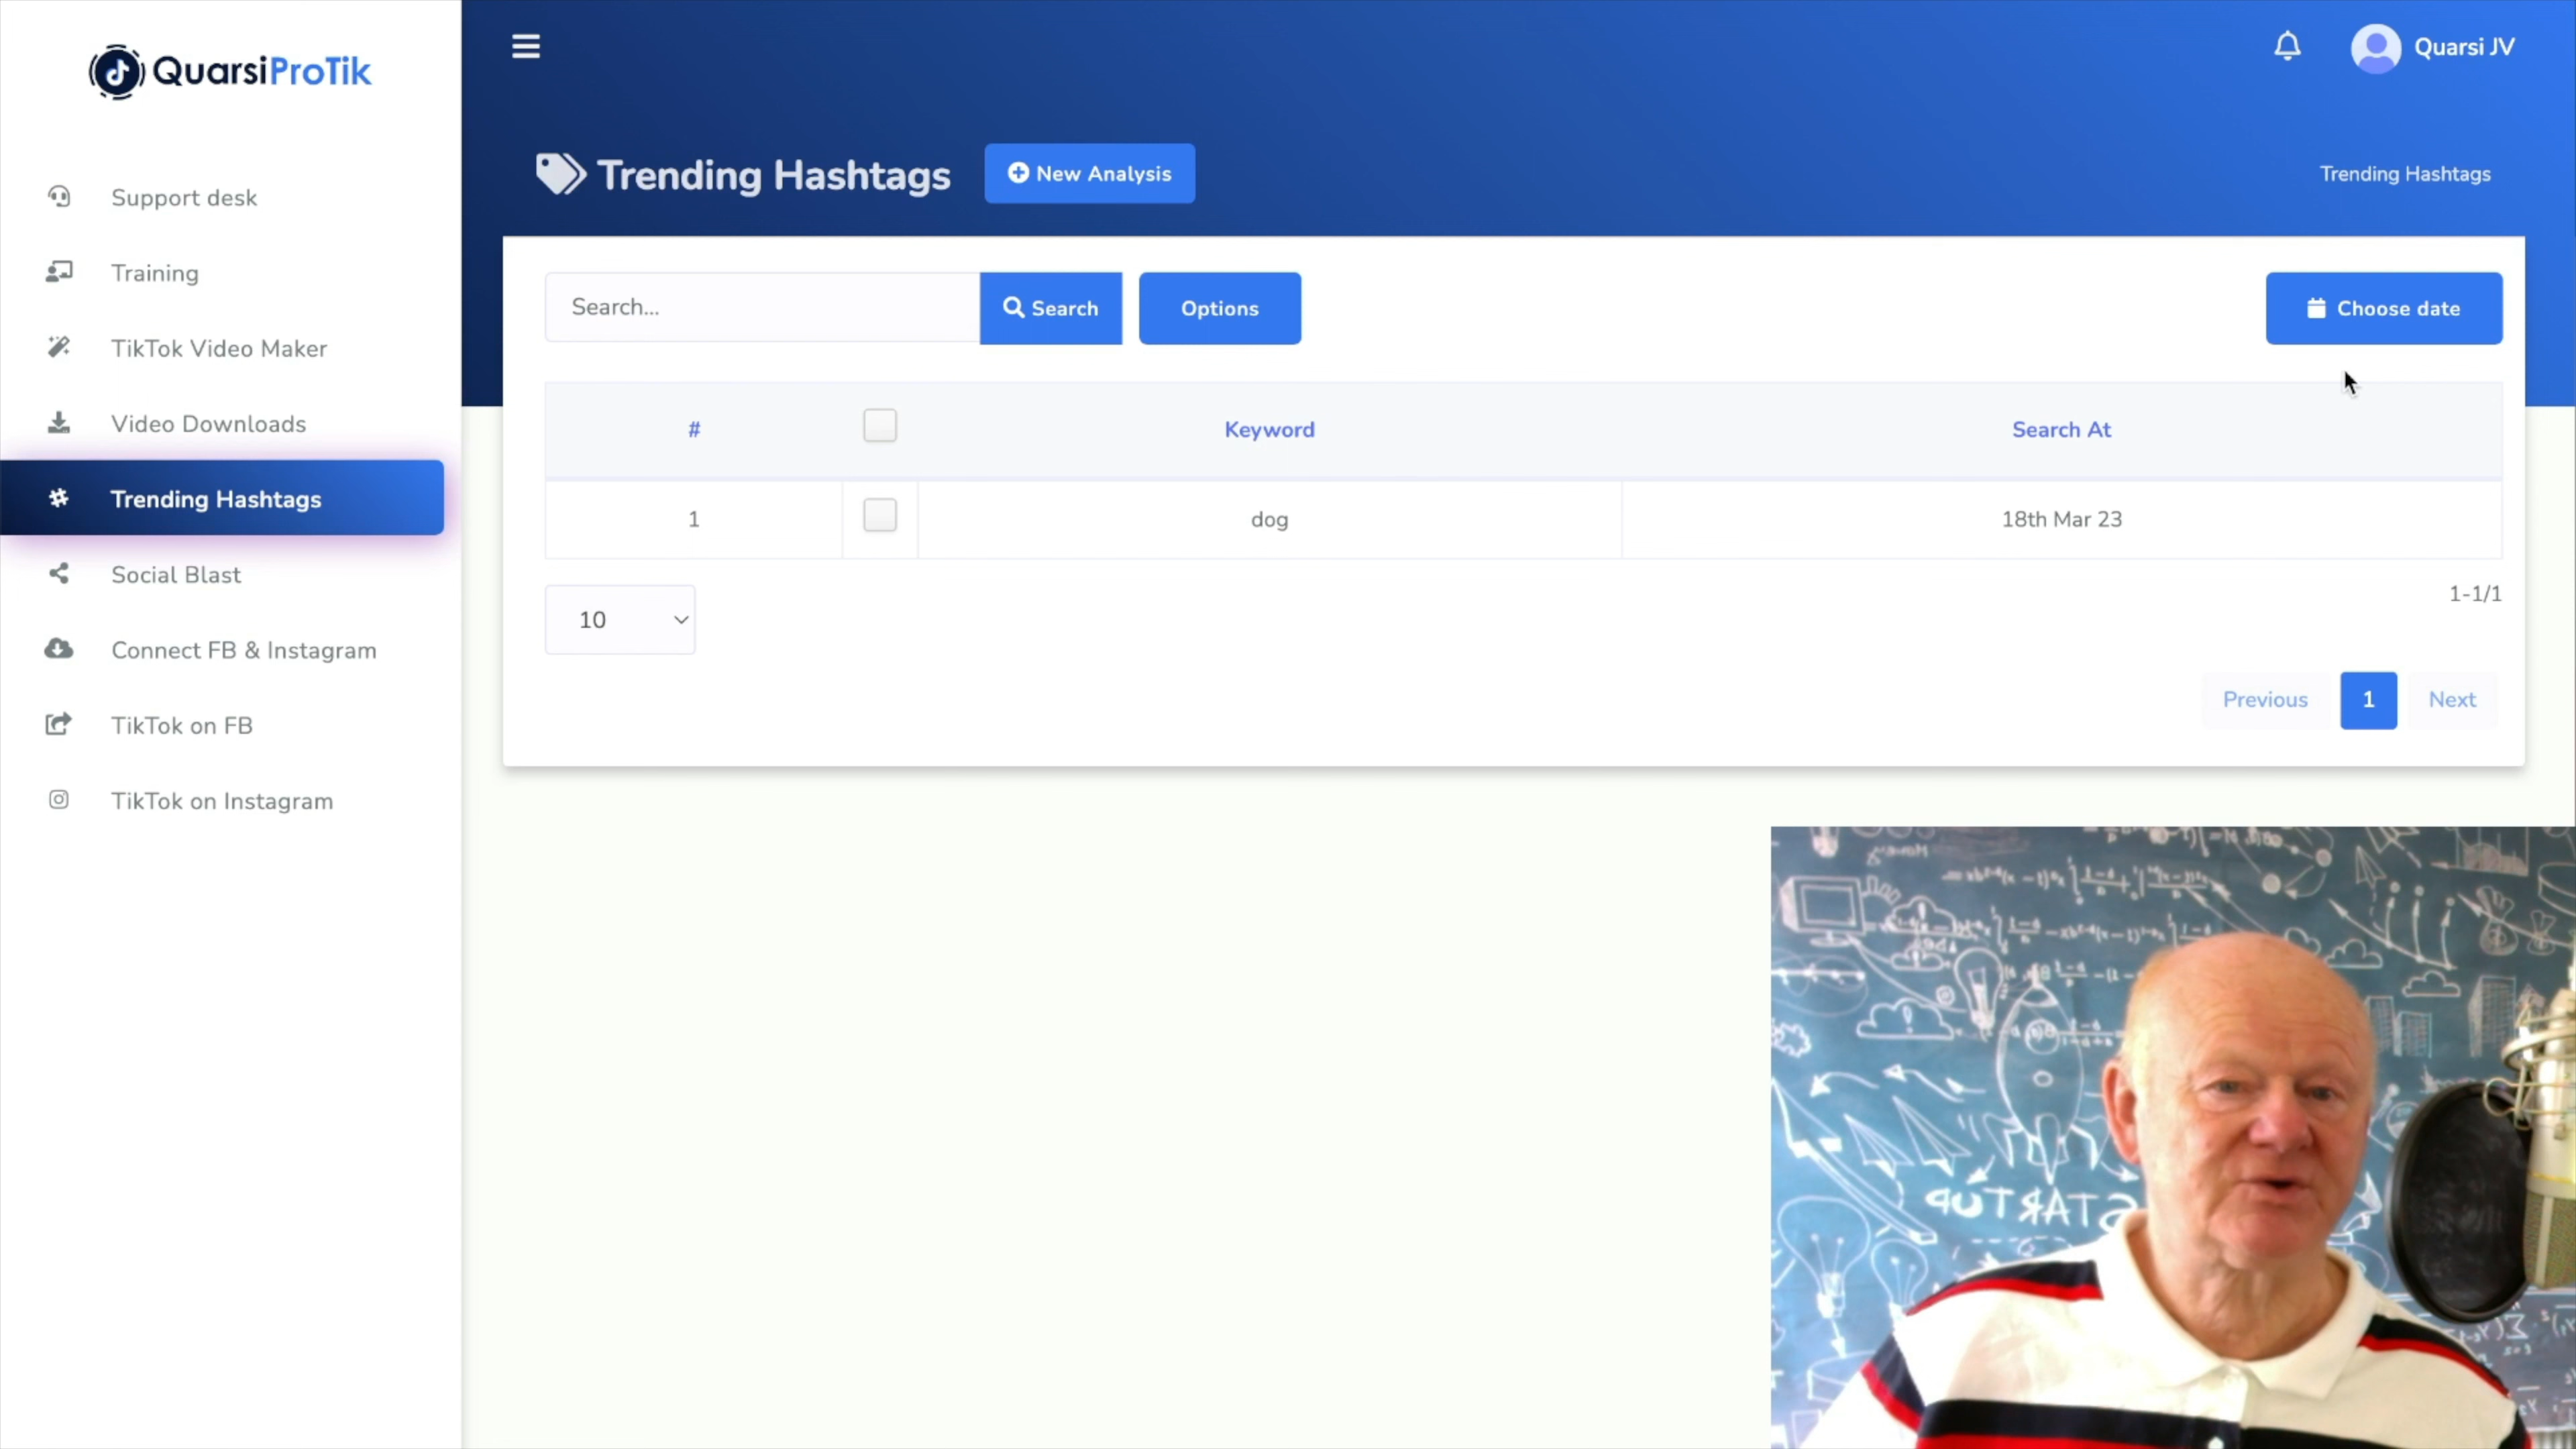 QuarsiProTik
Quarsi JV
Support desk
Training
TikTok Video Maker
Video Downloads
Trending Hashtags
Social Blast
Connect FB & Instagram
TikTok on FB
TikTok on Instagram
Trending Hashtags
New Analysis
Trending Hashtags
Search...
Search
Options
Choose date
# Keyword Search At
1 dog 18th Mar 23
10
1-1/1
Previous 1 Next
START UP